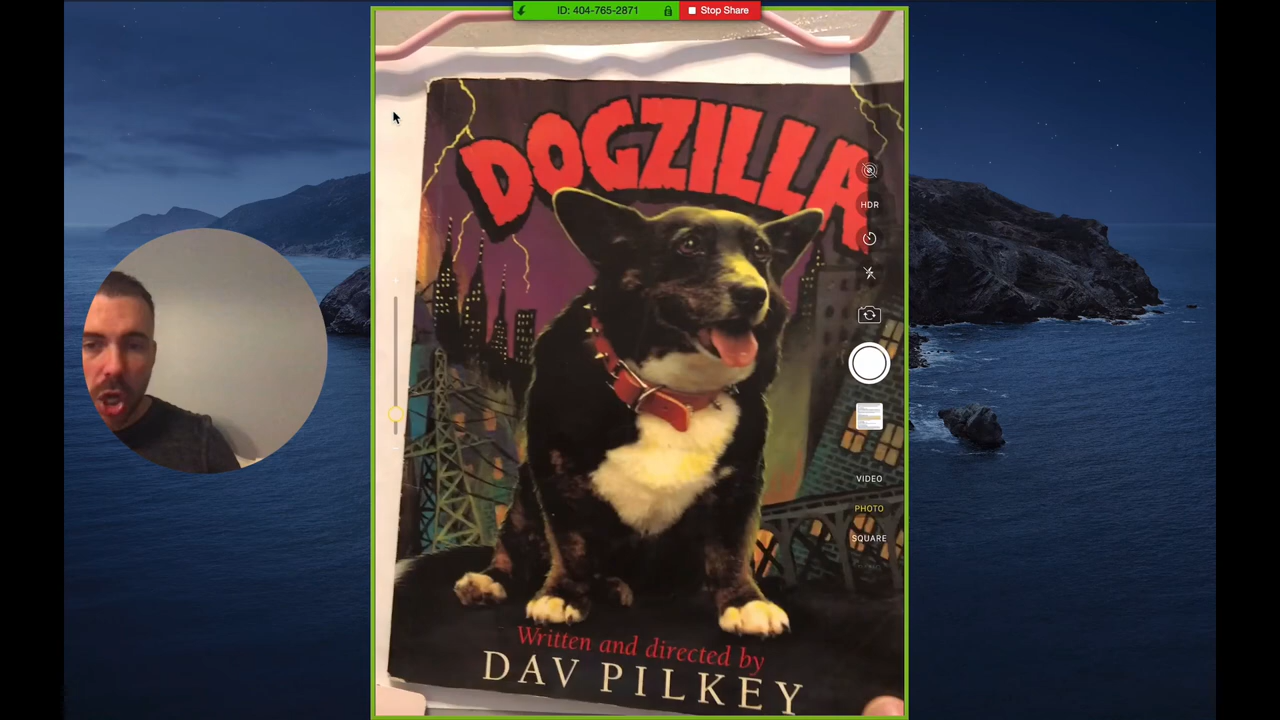 ID: 404-765-2871
Stop Share
DOGZILLA
HDR
VIDEO
PHOTO
SQUARE
Written and directed by
DAV PILKEY